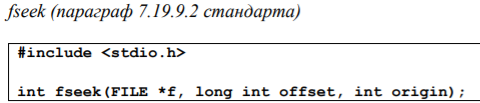 fseek (параграф 7.19.9.2 стандарта)
#include <stdio.h>
int fseek(FILE *f, long int offset, int origin);